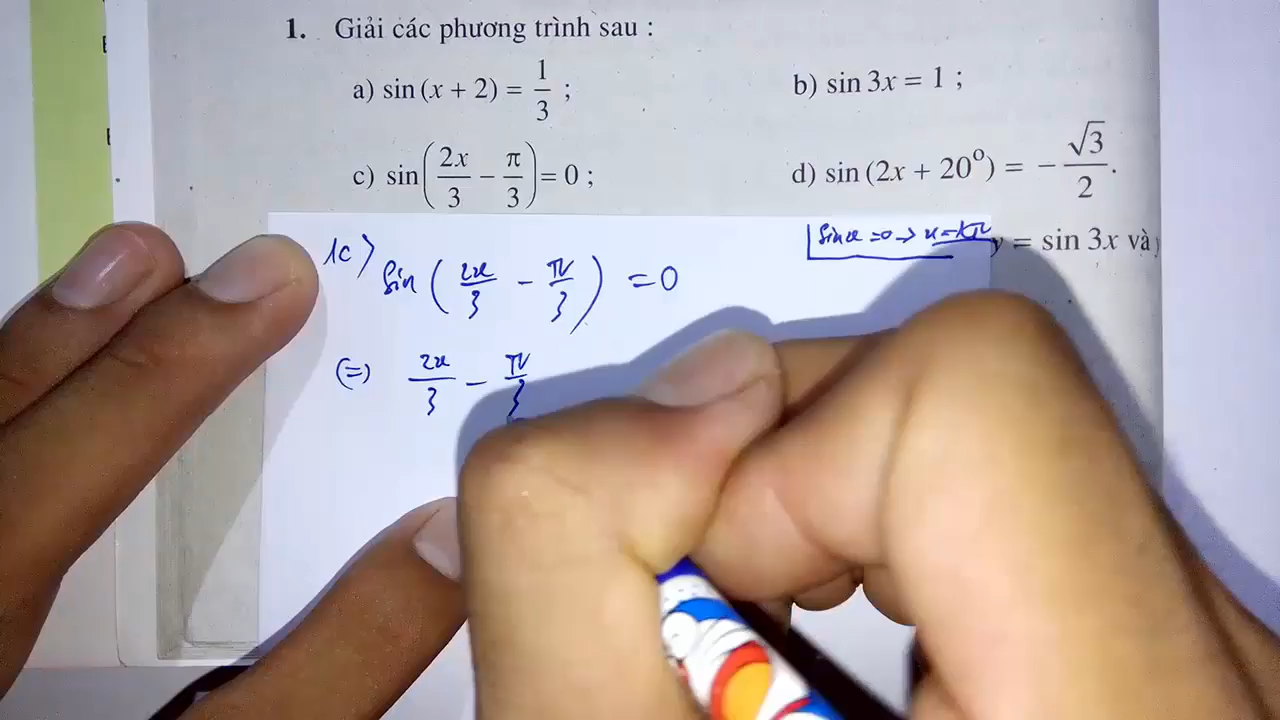 1. Giải các phương trình sau :
a) sin (x + 2) = 1/3 ;
b) sin 3x = 1 ;
c) sin(2x/3 − π/3) = 0 ;
d) sin (2x + 20°) = −√3/2.
= sin 3x và
sinx = 0 → x = kπ
1c) sin(2x/3 − π/3) = 0
(=) 2x/3 − π/3